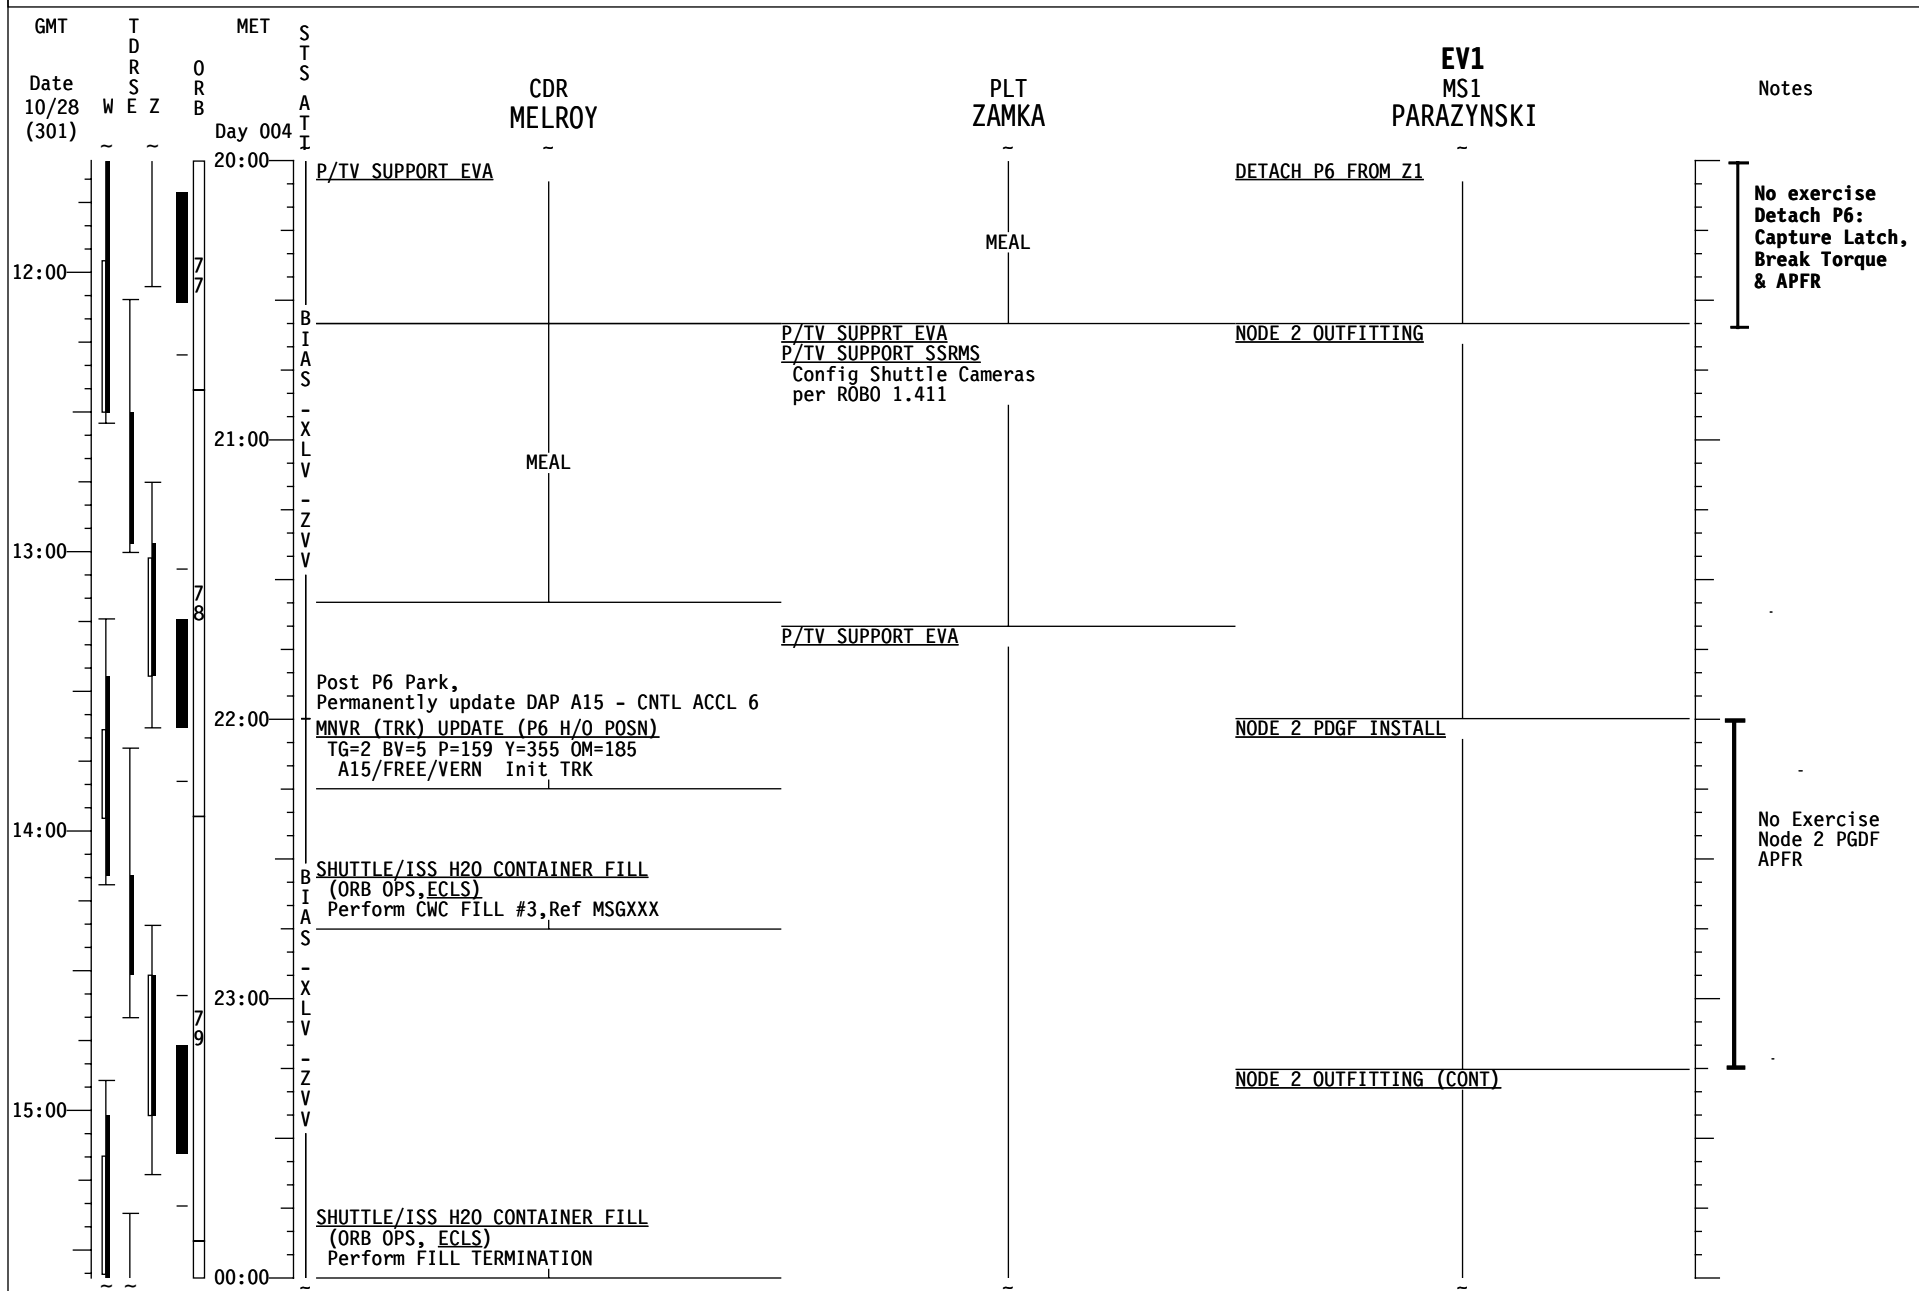 GMT
TDRS
MET
STS ATT
Date
10/28
(301)
W E Z
ORB
Day 004
CDR
MELROY
PLT
ZAMKA
EV1
MS1
PARAZYNSKI
Notes
~ ~ ~ ~ ~ ~
20:00
P/TV SUPPORT EVA
DETACH P6 FROM Z1
No exercise
Detach P6:
Capture Latch,
Break Torque
& APFR
MEAL
12:00
77
BIAS -XLV -ZVV
P/TV SUPPRT EVA
P/TV SUPPORT SSRMS
Config Shuttle Cameras
per ROBO 1.411
NODE 2 OUTFITTING
21:00
MEAL
13:00
78
P/TV SUPPORT EVA
Post P6 Park,
Permanently update DAP A15 - CNTL ACCL 6
22:00
MNVR (TRK) UPDATE (P6 H/O POSN)
TG=2 BV=5 P=159 Y=355 OM=185
A15/FREE/VERN Init TRK
NODE 2 PDGF INSTALL
14:00
No Exercise
Node 2 PGDF
APFR
BIAS -XLV -ZVV
SHUTTLE/ISS H2O CONTAINER FILL
(ORB OPS,ECLS)
Perform CWC FILL #3,Ref MSGXXX
23:00
79
NODE 2 OUTFITTING (CONT)
15:00
SHUTTLE/ISS H2O CONTAINER FILL
(ORB OPS, ECLS)
Perform FILL TERMINATION
00:00
~ ~ ~ ~ ~